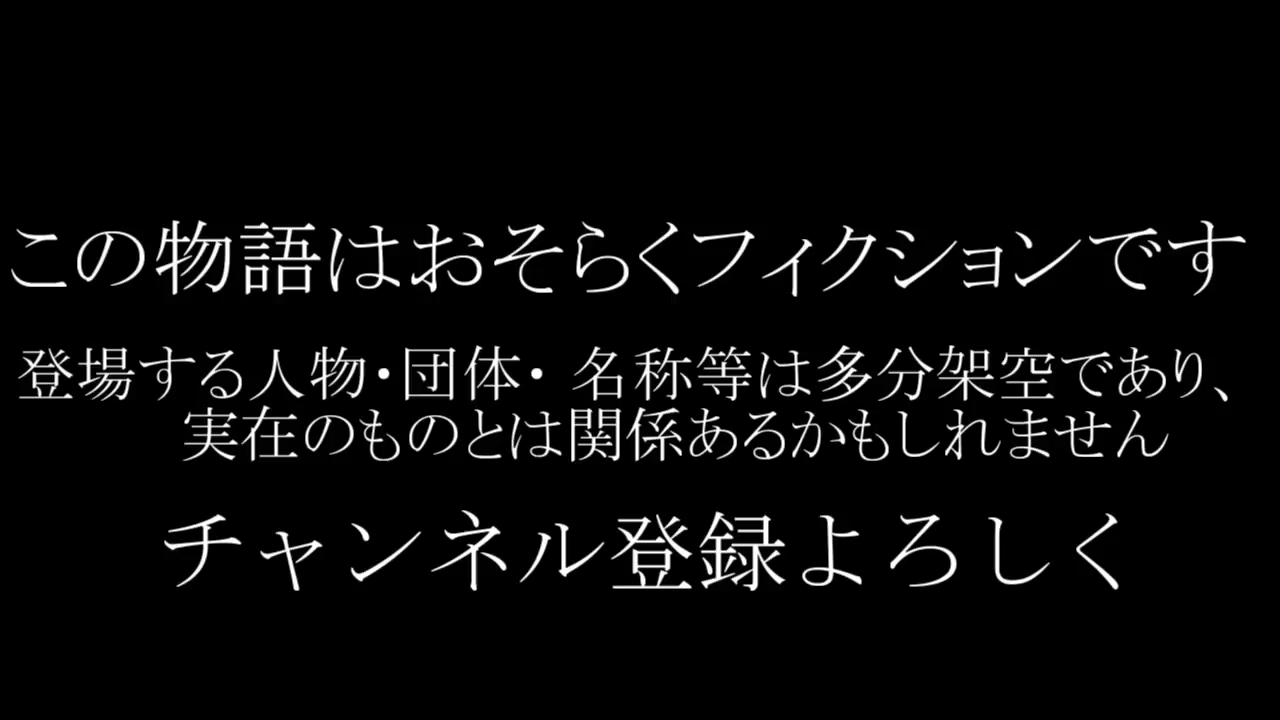 この物語はおそらくフィクションです
登場する人物・団体・ 名称等は多分架空であり、
実在のものとは関係あるかもしれません
チャンネル登録よろしく